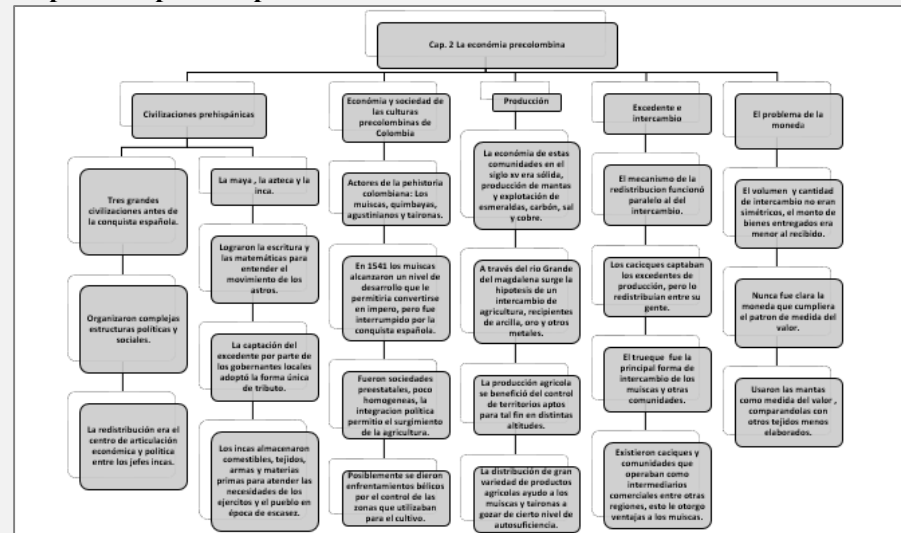 Cap. 2 La económia precolombina
Civilizaciones prehispánicas
Tres grandes
civilizaciones antes de
la conquista española.
Organizaron complejas
estructuras políticas y
sociales.
La redistribución era el
centro de articulación
económica y política
entre los jefes incas.
La maya , la azteca y la
inca.
Lograron la escritura y
las matemáticas para
entender el
movimiento de los
astros.
La captación del
excedente por parte de
los gobernantes locales
adoptó la forma única
de tributo.
Los incas almacenaron
comestibles, tejidos,
armas y materias
primas para atender las
necesidades de los
ejercitos y el pueblo en
época de escasez.
Económia y sociedad de
las culturas
precolombinas de
Colombia
Actores de la pehistoria
colombiana: Los
muiscas, quimbayas,
agustinianos y taironas.
En 1541 los muiscas
alcanzaron un nivel de
desarrollo que le
permitiria convertirse
en impero, pero fue
interrumpido por la
conquista española.
Fueron sociedades
preestatales, poco
homogeneas, la
integracion política
permitio el surgimiento
de la agricultura.
Posiblemente se dieron
enfrentamientos bélicos
por el control de las
zonas que utilizaban
para el cultivo.
Producción
La económia de estas
comunidades en el
siglo xv era sólida,
producción de mantas
y explotación de
esmeraldas, carbón, sal
y cobre.
A través del rio Grande
del magdalena surge la
hipotesis de un
intercambio de
agricultura, recipientes
de arcilla, oro y otros
metales.
La producción agricola
se benefició del control
de territorios aptos
para tal fin en distintas
altitudes.
La distribución de gran
variedad de productos
agricolas ayudo a los
muiscas y taironas a
gozar de cierto nivel de
autosuficiencia.
Excedente e
intercambio
El mecanismo de la
redistribucion funcionó
paralelo al del
intercambio.
Los cacicques captaban
los excedentes de
producción, pero lo
redistribuian entre su
gente.
El trueque fue la
principal forma de
intercambio de los
muiscas y otras
comunidades.
Existieron caciques y
comunidades que
operaban como
intermediarios
comerciales entre otras
regiones, esto le otorgo
ventajas a los muiscas.
El problema de la
moneda
El volumen y cantidad
de intercambio no eran
simétricos, el monto de
bienes entregados era
menor al recibido.
Nunca fue clara la
moneda que cumpliera
el patron de medida del
valor.
Usaron las mantas
como medida del valor ,
comparandolas con
otros tejidos menos
elaborados.